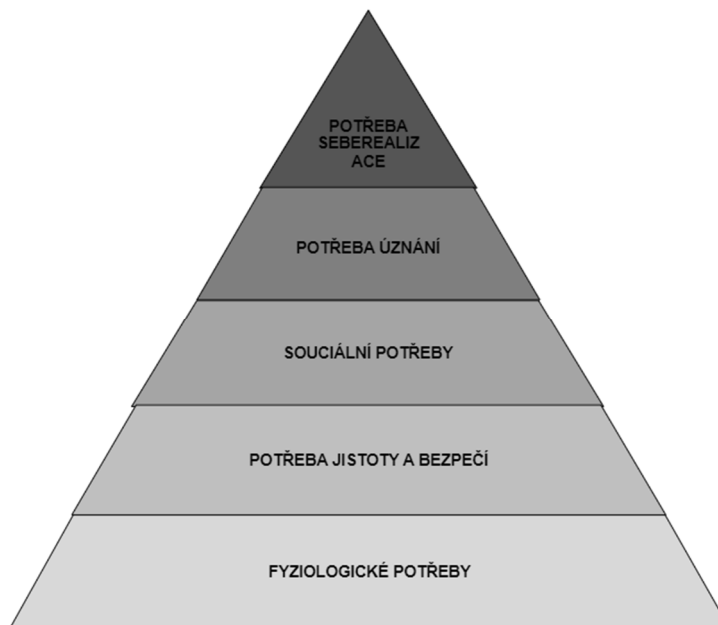 POTŘEBA
SEBEREALIZ
ACE
POTŘEBA ÚZNÁNÍ
SOUCIÁLNÍ POTŘEBY
POTŘEBA JISTOTY A BEZPEČÍ
FYZIOLOGICKÉ POTŘEBY